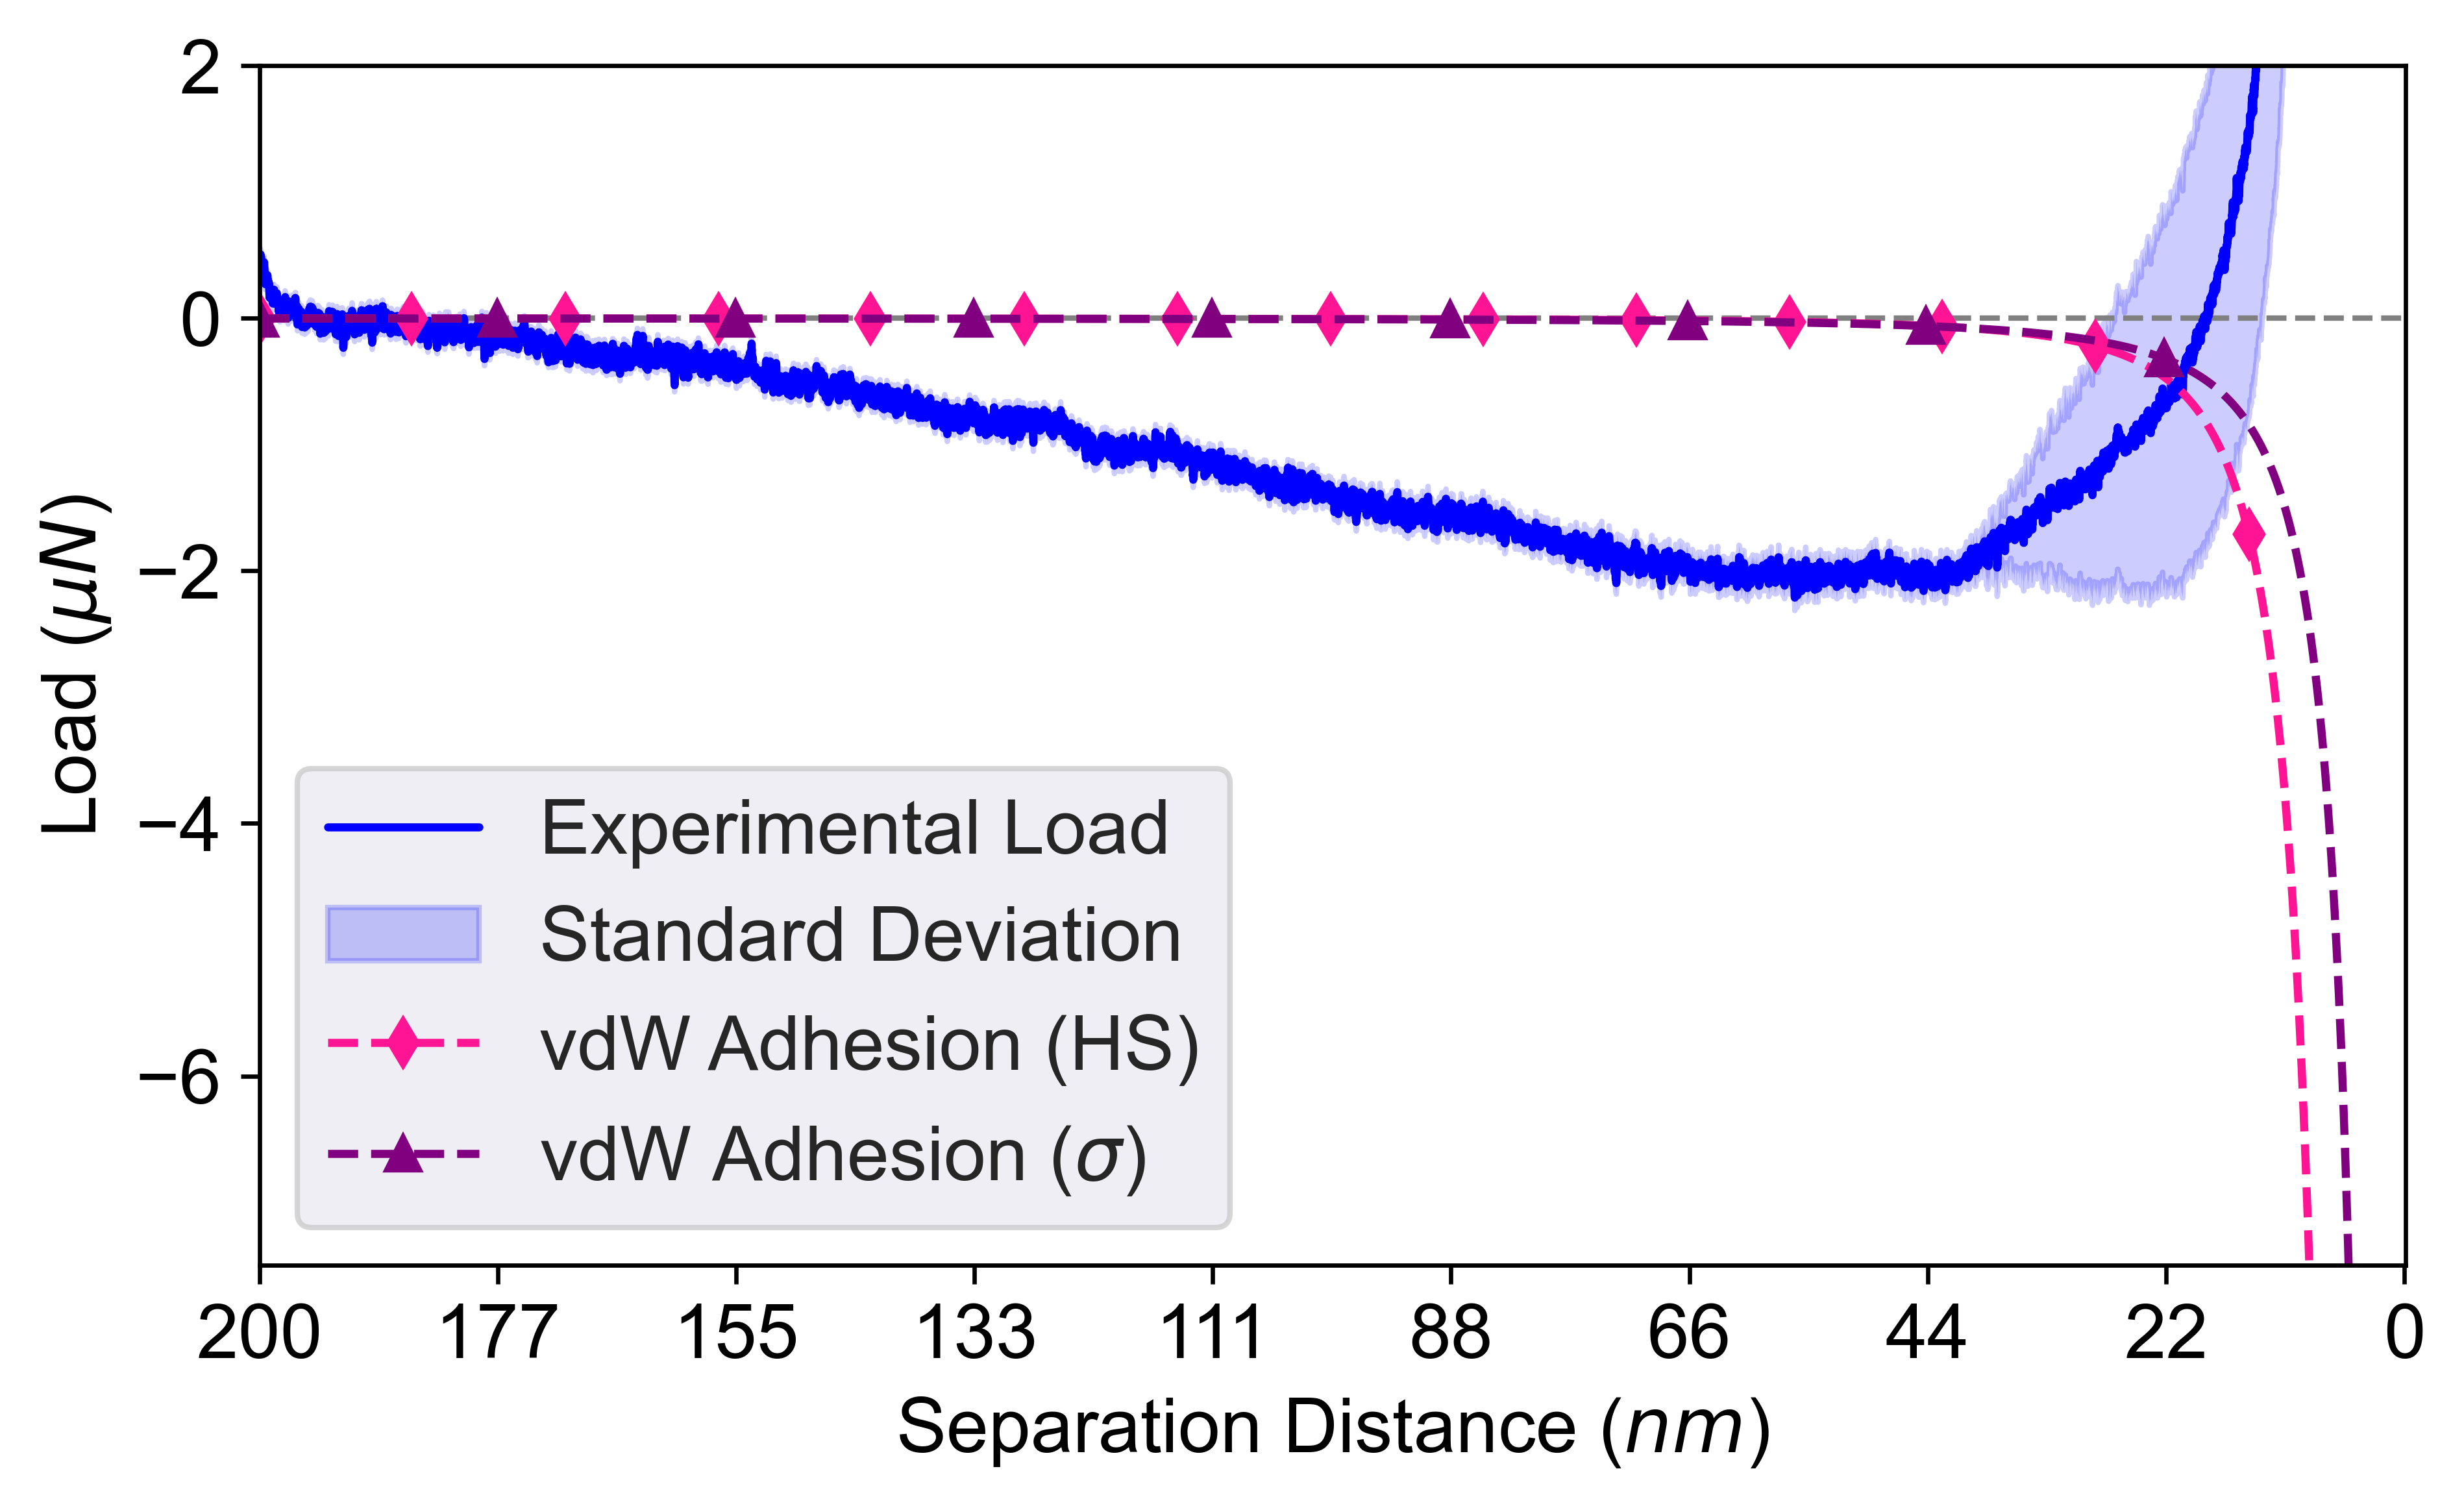 2
0
−2
−4
−6
Load (μN)
Experimental Load
Standard Deviation
vdW Adhesion (HS)
vdW Adhesion (σ)
200 177 155 133 111 88 66 44 22 0
Separation Distance (nm)